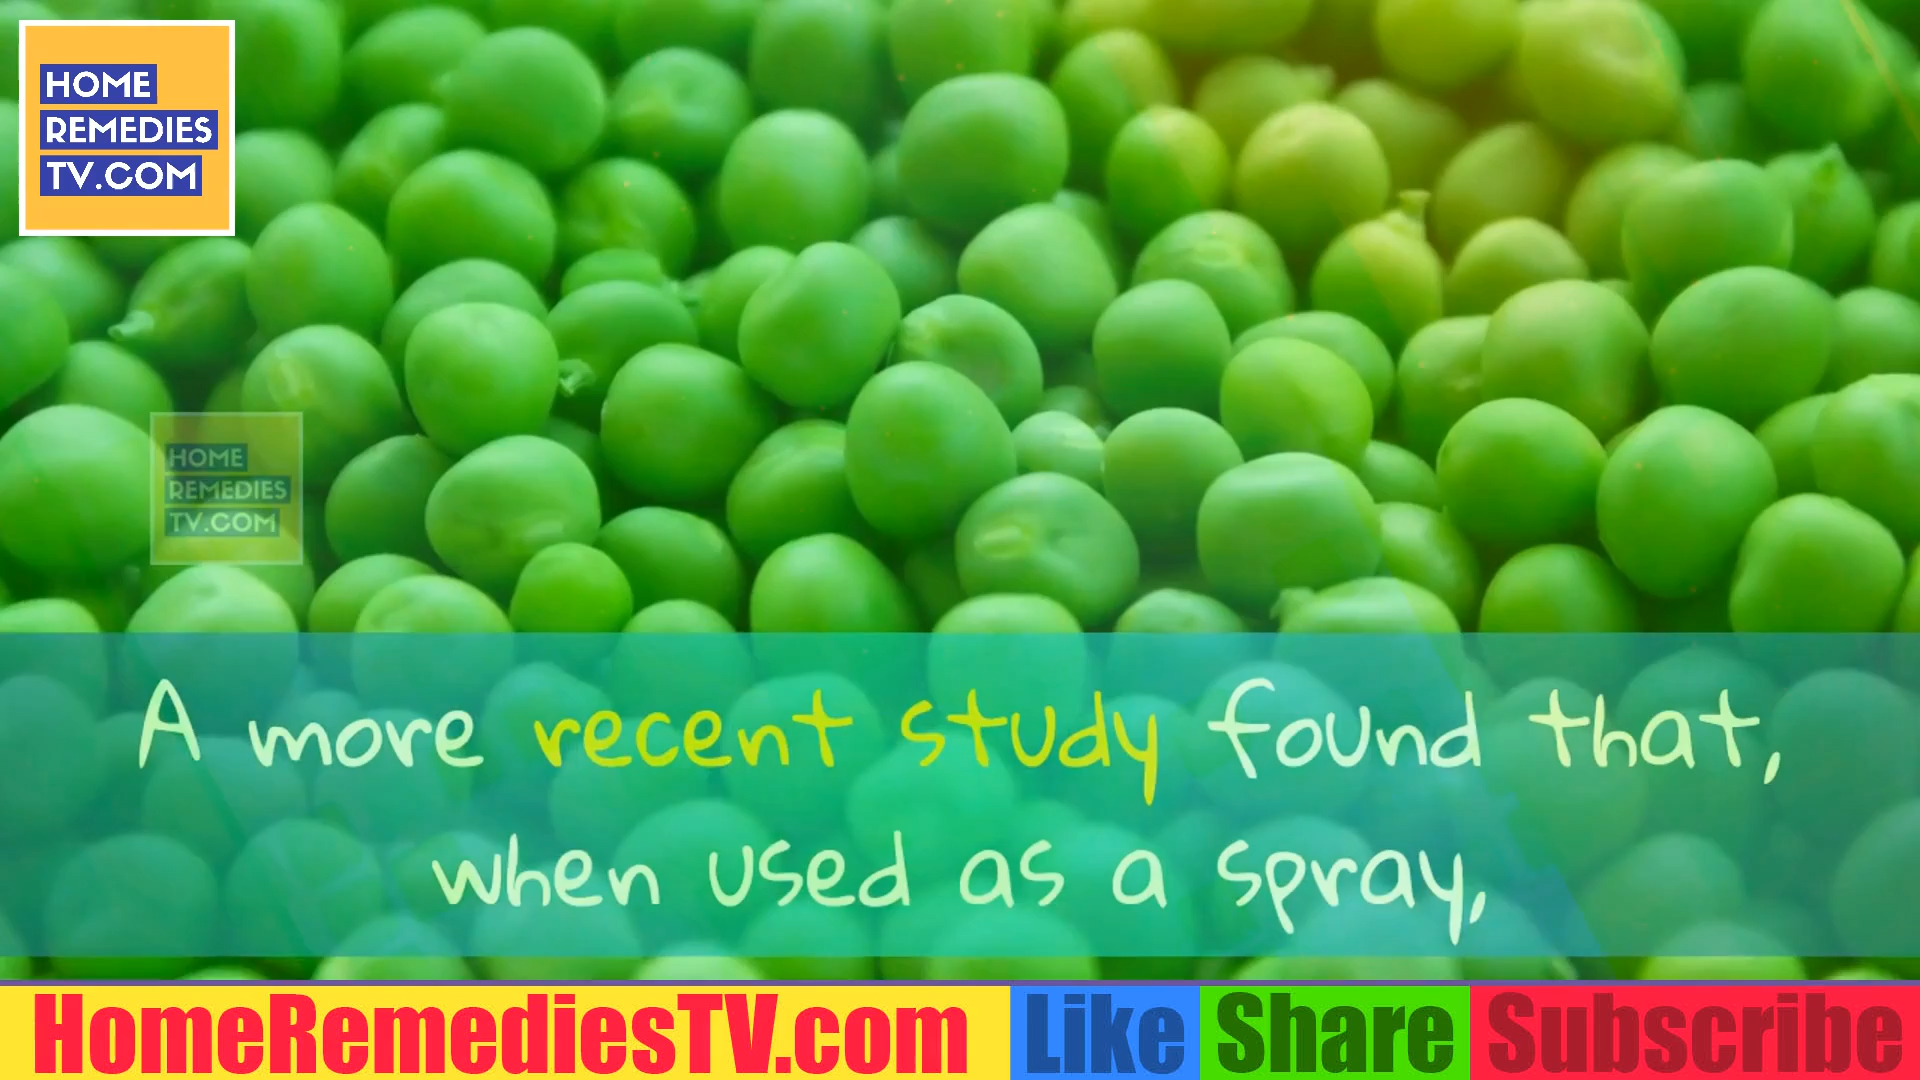 HOME
REMEDIES
TV.COM
HOME
REMEDIES
TV.COM
A more recent study found that,
when used as a spray,
HomeRemediesTV.com Like Share Subscribe